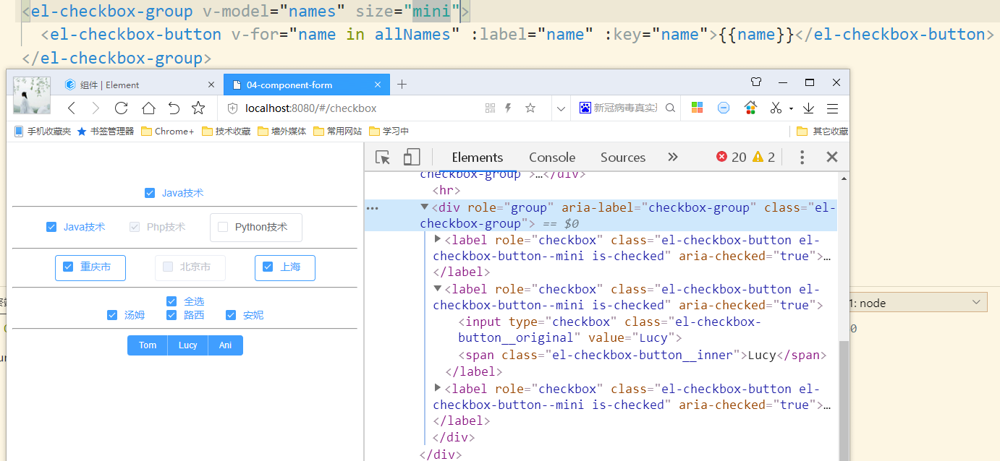 <el-checkbox-group v-model="names" size="mini">
<el-checkbox-button v-for="name in allNames" :label="name" :key="name">{{name}}</el-checkbox-button>
</el-checkbox-group>
组件 | Element
04-component-form
localhost:8080/#/checkbox
新冠病毒真实
手机收藏夹 书签管理器 Chrome+ 技术收藏 墙外媒体 常用网站 学习中 其它收藏
Elements Console Sources 20 2
Java技术
Java技术 Php技术 Python技术
重庆市 北京市 上海
全选
汤姆 路西 安妮
Tom Lucy Ani
checkbox-group">…</div>
<hr>
<div role="group" aria-label="checkbox-group" class="el-
checkbox-group"> == $0
<label role="checkbox" class="el-checkbox-button el-
checkbox-button--mini is-checked" aria-checked="true">…
</label>
<label role="checkbox" class="el-checkbox-button el-
checkbox-button--mini is-checked" aria-checked="true">
<input type="checkbox" class="el-checkbox-
button__original" value="Lucy">
<span class="el-checkbox-button__inner">Lucy</span>
</label>
<label role="checkbox" class="el-checkbox-button el-
checkbox-button--mini is-checked" aria-checked="true">…
</label>
</div>
</div>
1: node